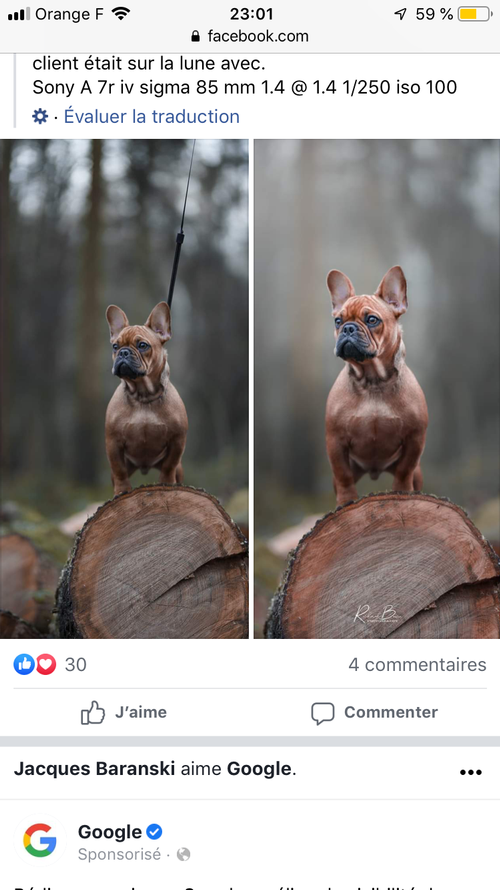 Orange F 23:01 59 %
facebook.com
client était sur la lune avec.
Sony A 7r iv sigma 85 mm 1.4 @ 1.4 1/250 iso 100
· Évaluer la traduction
30 4 commentaires
J'aime Commenter
Jacques Baranski aime Google.
Google
Sponsorisé ·